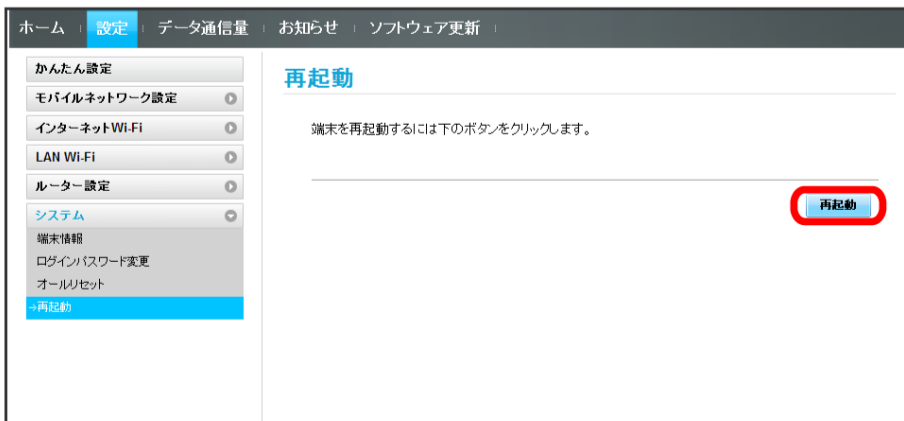 ホーム 設定 データ通信量 お知らせ ソフトウェア更新
かんたん設定
モバイルネットワーク設定
インターネットWi-Fi
LAN Wi-Fi
ルーター設定
システム
端末情報
ログインパスワード変更
オールリセット
→再起動
再起動
端末を再起動するには下のボタンをクリックします。
再起動